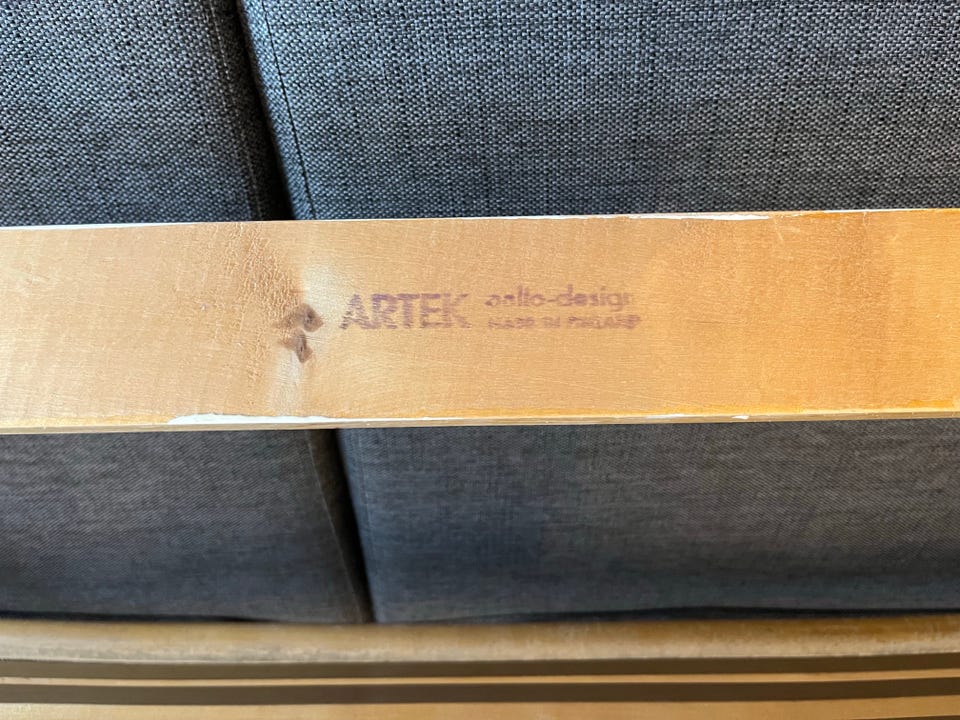 ARTEK aalto-design
MADE IN FINLAND